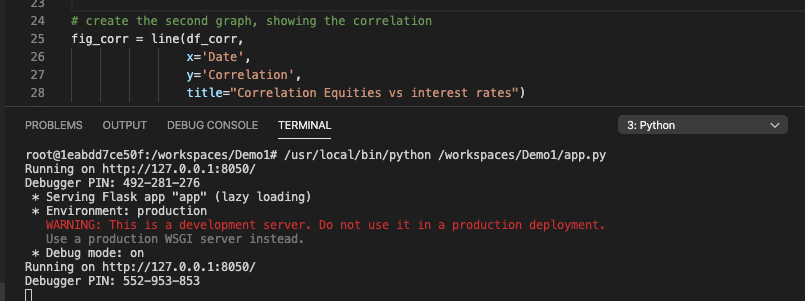 23
24 # create the second graph, showing the correlation
25 fig_corr = line(df_corr,
26 x='Date',
27 y='Correlation',
28 title="Correlation Equities vs interest rates")
PROBLEMS OUTPUT DEBUG CONSOLE TERMINAL 3: Python
root@1eabdd7ce50f:/workspaces/Demo1# /usr/local/bin/python /workspaces/Demo1/app.py
Running on http://127.0.0.1:8050/
Debugger PIN: 492-281-276
* Serving Flask app "app" (lazy loading)
* Environment: production
WARNING: This is a development server. Do not use it in a production deployment.
Use a production WSGI server instead.
* Debug mode: on
Running on http://127.0.0.1:8050/
Debugger PIN: 552-953-853